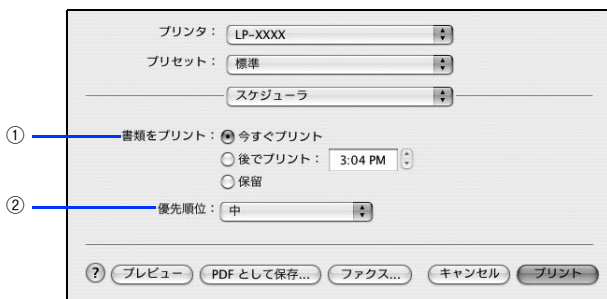 プリンタ： LP-XXXX
プリセット： 標準
スケジューラ
① 書類をプリント： 今すぐプリント
後でプリント： 3:04 PM
保留
② 優先順位： 中
? プレビュー PDF として保存... ファクス... キャンセル プリント